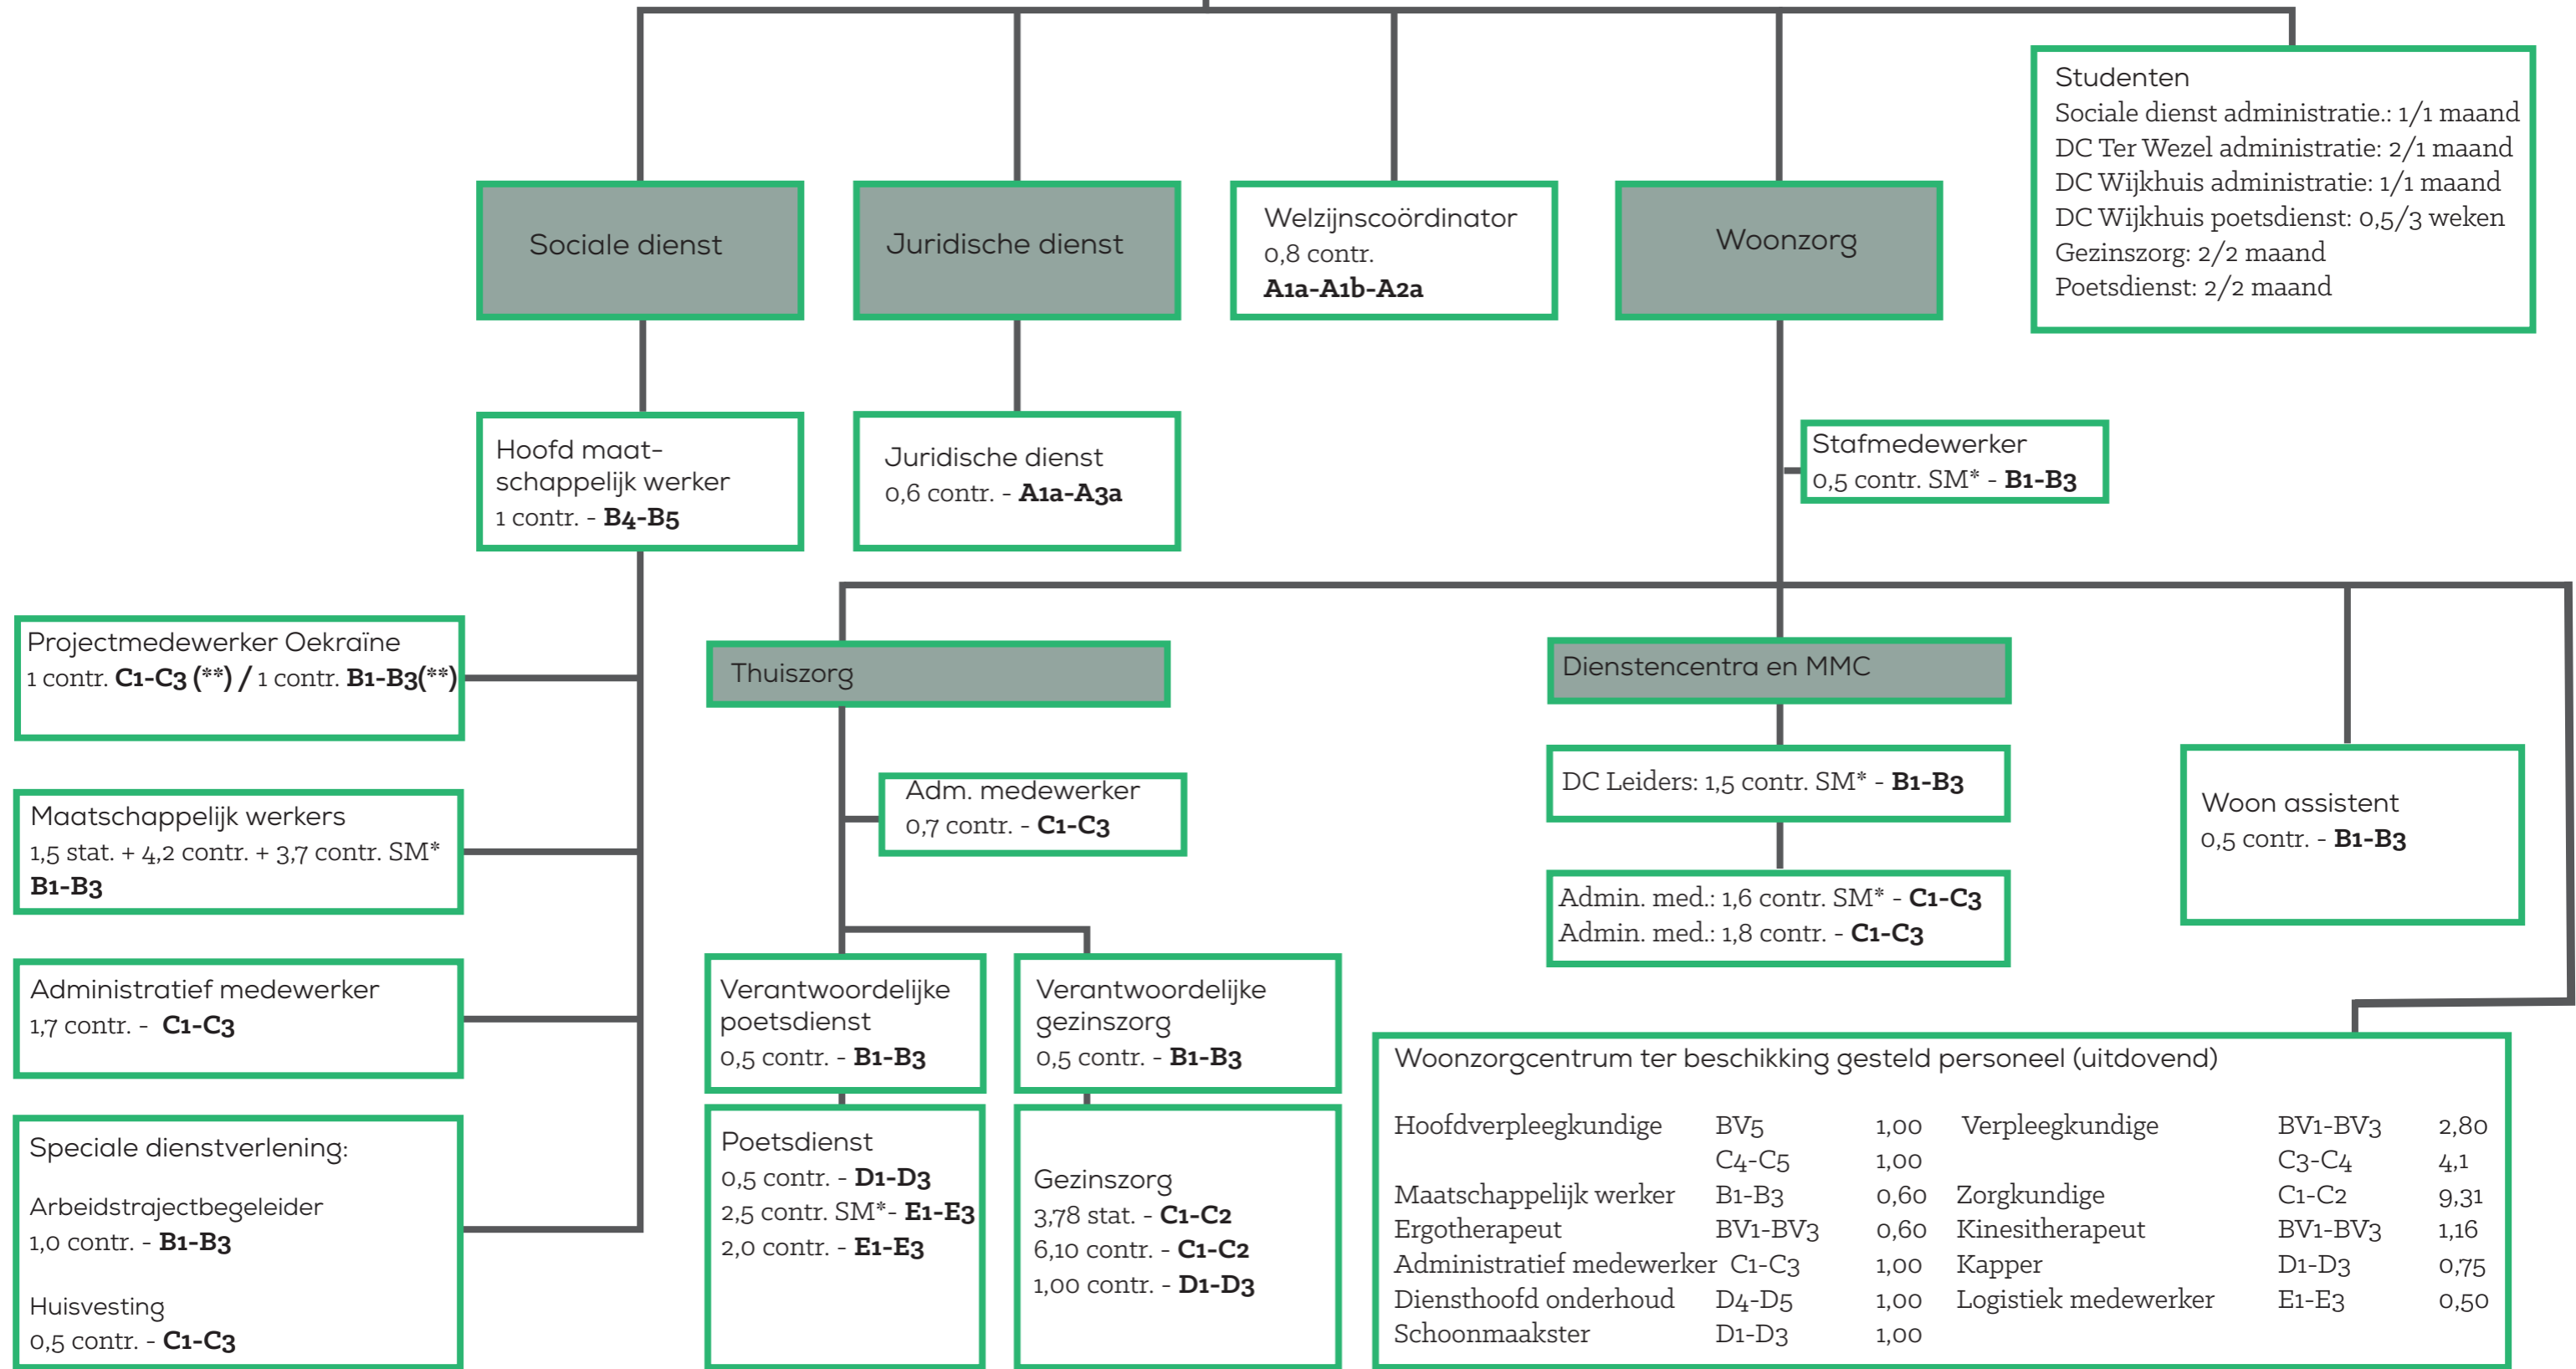 Studenten
Sociale dienst administratie.: 1/1 maand
DC Ter Wezel administratie: 2/1 maand
DC Wijkhuis administratie: 1/1 maand
DC Wijkhuis poetsdienst: 0,5/3 weken
Gezinszorg: 2/2 maand
Poetsdienst: 2/2 maand
Sociale dienst
Juridische dienst
Welzijnscoördinator
0,8 contr.
A1a-A1b-A2a
Woonzorg
Hoofd maat-
schappelijk werker
1 contr. - B4-B5
Juridische dienst
0,6 contr. - A1a-A3a
Stafmedewerker
0,5 contr. SM* - B1-B3
Projectmedewerker Oekraïne
1 contr. C1-C3 (**) / 1 contr. B1-B3(**)
Maatschappelijk werkers
1,5 stat. + 4,2 contr. + 3,7 contr. SM*
B1-B3
Administratief medewerker
1,7 contr. - C1-C3
Speciale dienstverlening:
Arbeidstrajectbegeleider
1,0 contr. - B1-B3
Huisvesting
0,5 contr. - C1-C3
Thuiszorg
Adm. medewerker
0,7 contr. - C1-C3
Verantwoordelijke
poetsdienst
0,5 contr. - B1-B3
Poetsdienst
0,5 contr. - D1-D3
2,5 contr. SM*- E1-E3
2,0 contr. - E1-E3
Verantwoordelijke
gezinszorg
0,5 contr. - B1-B3
Gezinszorg
3,78 stat. - C1-C2
6,10 contr. - C1-C2
1,00 contr. - D1-D3
Dienstencentra en MMC
DC Leiders: 1,5 contr. SM* - B1-B3
Admin. med.: 1,6 contr. SM* - C1-C3
Admin. med.: 1,8 contr. - C1-C3
Woon assistent
0,5 contr. - B1-B3
Woonzorgcentrum ter beschikking gesteld personeel (uitdovend)
Hoofdverpleegkundige BV5 1,00 Verpleegkundige BV1-BV3 2,80
C4-C5 1,00 C3-C4 4,1
Maatschappelijk werker B1-B3 0,60 Zorgkundige C1-C2 9,31
Ergotherapeut BV1-BV3 0,60 Kinesitherapeut BV1-BV3 1,16
Administratief medewerker C1-C3 1,00 Kapper D1-D3 0,75
Diensthoofd onderhoud D4-D5 1,00 Logistiek medewerker E1-E3 0,50
Schoonmaakster D1-D3 1,00